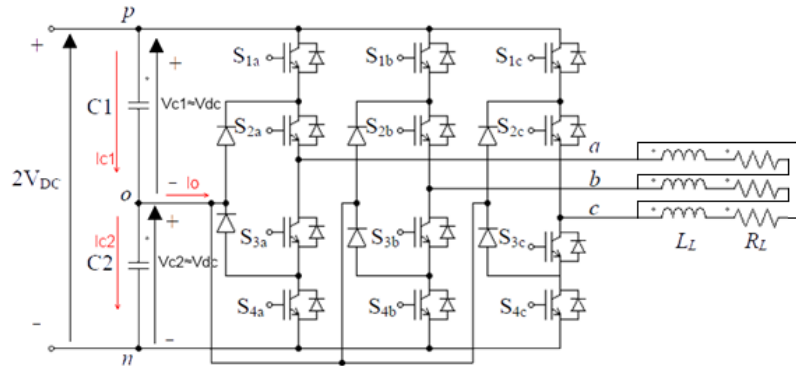 p
+
+
S1a
S1b
S1c
C1
Vc1≈Vdc
S2a
S2b
S2c
a
Ic1
2VDC
−
Io
o
b
+
c
Ic2
S3a
S3b
S3c
LL
RL
C2
Vc2≈Vdc
S4a
S4b
S4c
-
−
n